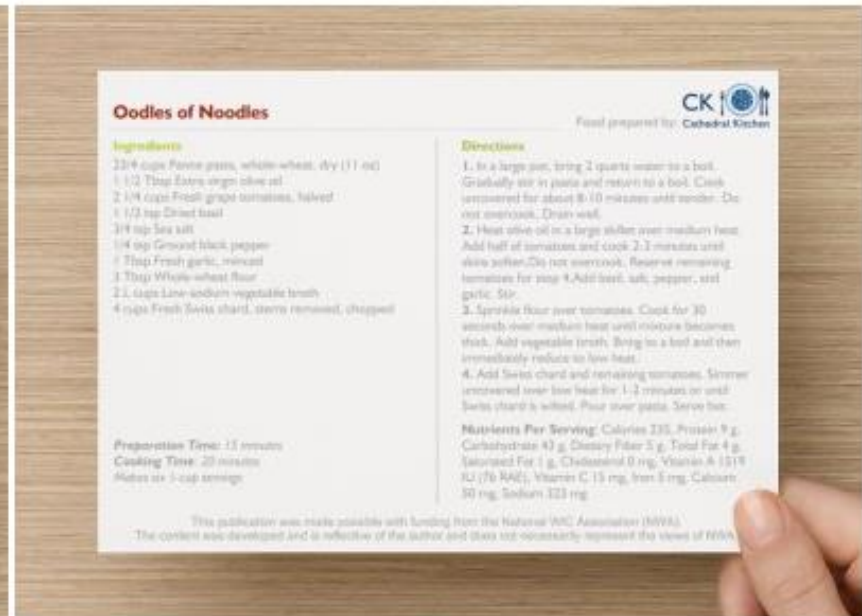 Oodles of Noodles
CK
Food prepared by: Cathedral Kitchen
Ingredients
23/4 cups Penne pasta, whole-wheat, dry (11 oz)
1 1/2 Tbsp Extra virgin olive oil
2 1/4 cups Fresh grape tomatoes, halved
1 1/2 tsp Dried basil
3/4 tsp Sea salt
1/4 tsp Ground black pepper
1 Tbsp Fresh garlic, minced
3 Tbsp Whole-wheat flour
cups Low-sodium vegetable broth
4 cups Fresh Swiss chard, stems removed, chopped
Preparation Time: 15 minutes
Cooking Time: 20 minutes
Makes six 1-cup servings
Directions
1. In a large pot, bring 2 quarts water to a boil.
Gradually stir in pasta and return to a boil. Cook
uncovered for about 8-10 minutes until tender. Do
not overcook. Drain well.
2. Heat olive oil in a large skillet over medium heat.
Add half of tomatoes and cook 2-3 minutes until
skins soften.Do not overcook. Reserve remaining
tomatoes for step 4.Add basil, salt, pepper, and
garlic. Stir.
3. Sprinkle flour over tomatoes. Cook for 30
seconds over medium heat until mixture becomes
thick. Add vegetable broth. Bring to a boil and then
immediately reduce to low heat.
4. Add Swiss chard and remaining tomatoes. Simmer
uncovered over low heat for 1-2 minutes or until
Swiss chard is wilted. Pour over pasta. Serve hot.
Nutrients Per Serving: Calories 235, Protein 9 g,
Carbohydrate 43 g, Dietary Fiber 5 g, Total Fat 4 g,
Saturated Fat 1 g, Cholesterol 0 mg, Vitamin A 1519
IU (76 RAE), Vitamin C 15 mg, Iron 5 mg, Calcium
50 mg, Sodium 323 mg
This publication was made possible with funding from the National WIC Association (NWA).
The content was developed and is reflective of the author and does not necessarily represent the views of NWA